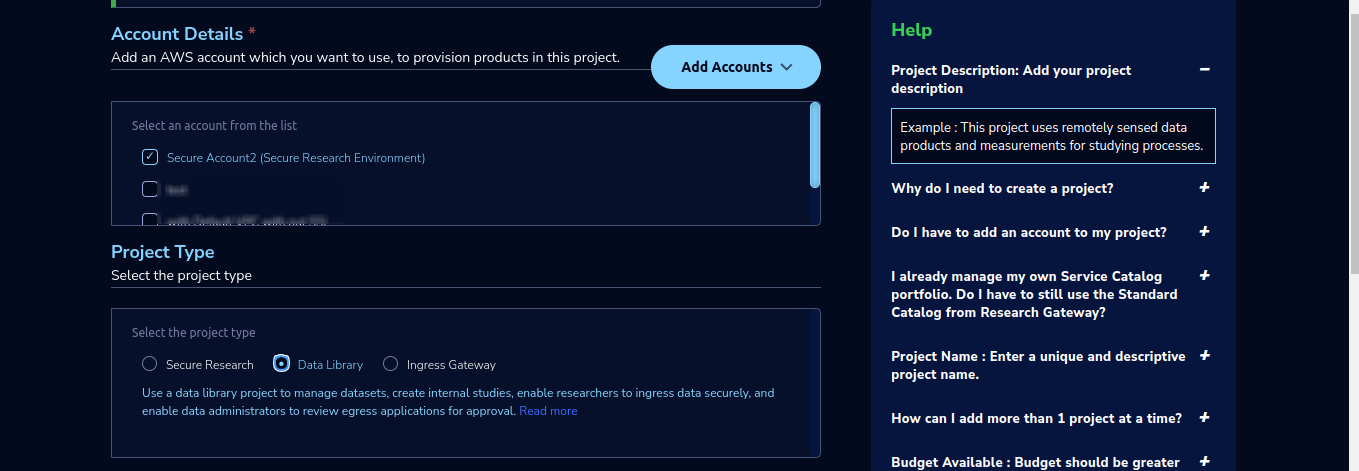 Account Details *
Add an AWS account which you want to use, to provision products in this project.
Add Accounts
Select an account from the list
Secure Account2 (Secure Research Environment)
Project Type
Select the project type
Select the project type
Secure Research
Data Library
Ingress Gateway
Use a data library project to manage datasets, create internal studies, enable researchers to ingress data securely, and
enable data administrators to review egress applications for approval. Read more
Help
Project Description: Add your project
description
Example : This project uses remotely sensed data
products and measurements for studying processes.
Why do I need to create a project?
Do I have to add an account to my project?
I already manage my own Service Catalog
portfolio. Do I have to still use the Standard
Catalog from Research Gateway?
Project Name : Enter a unique and descriptive
project name.
How can I add more than 1 project at a time?
Budget Available : Budget should be greater